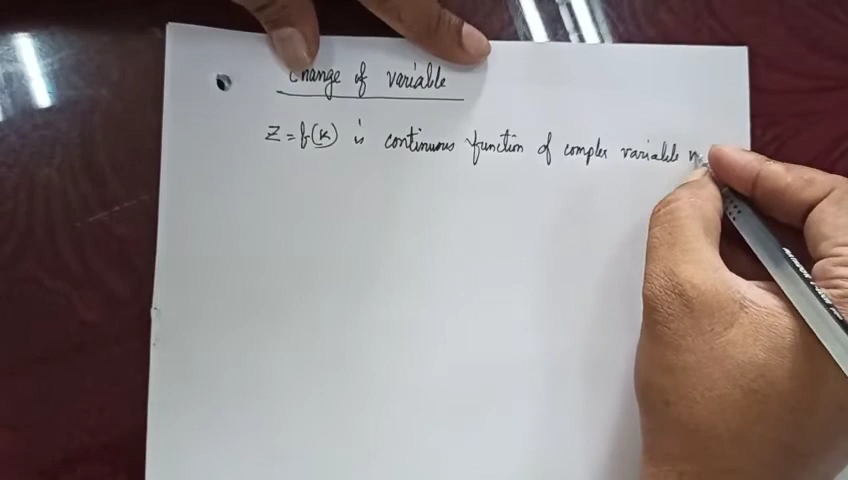 Change of variable
Z = f(k) is continuous function of complex variable